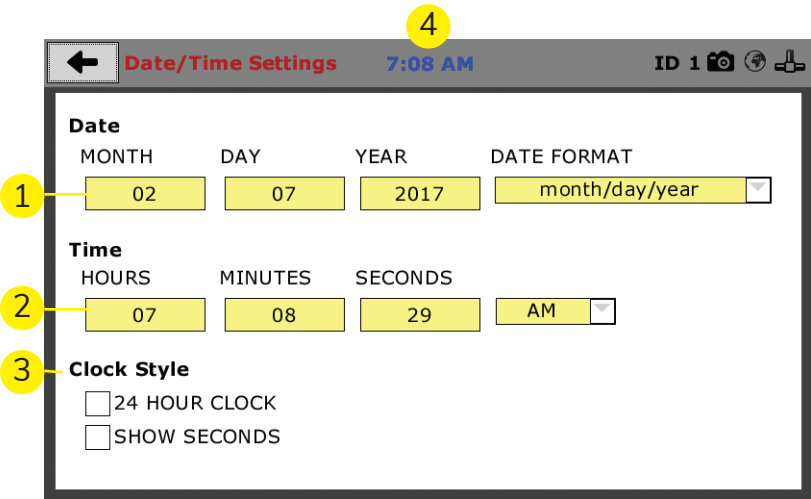 4
Date/Time Settings 7:08 AM ID 1
Date
MONTH DAY YEAR DATE FORMAT
1 02 07 2017 month/day/year
Time
HOURS MINUTES SECONDS
2 07 08 29 AM
3 Clock Style
24 HOUR CLOCK
SHOW SECONDS